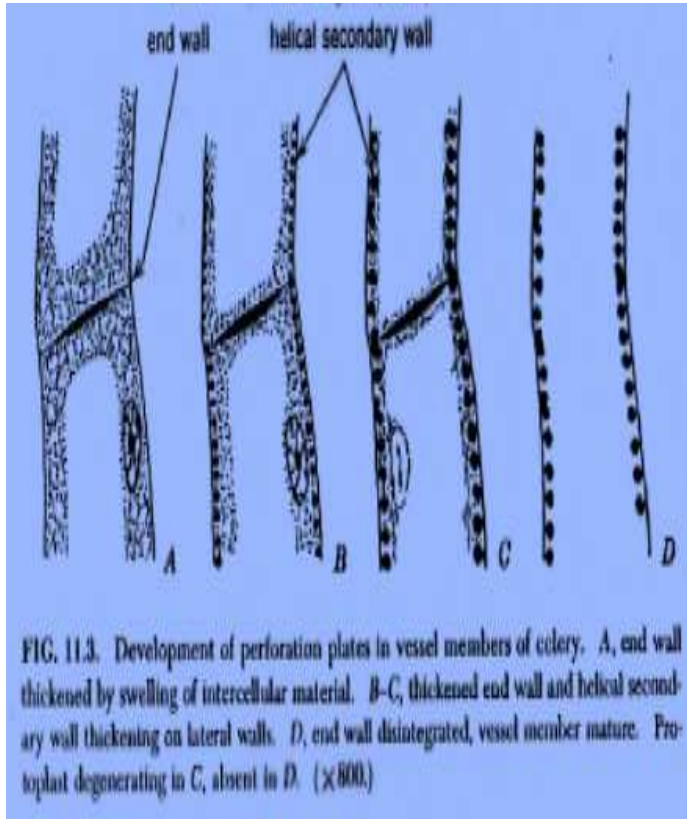 end wall
helical secondary wall
A
B
C
D
FIG. 11.3. Development of perforation plates in vessel members of celery. A, end wall
thickened by swelling of intercellular material. B-C, thickened end wall and helical second-
ary wall thickening on lateral walls. D, end wall disintegrated, vessel member mature. Pro-
toplast degenerating in C, absent in D. (×800.)